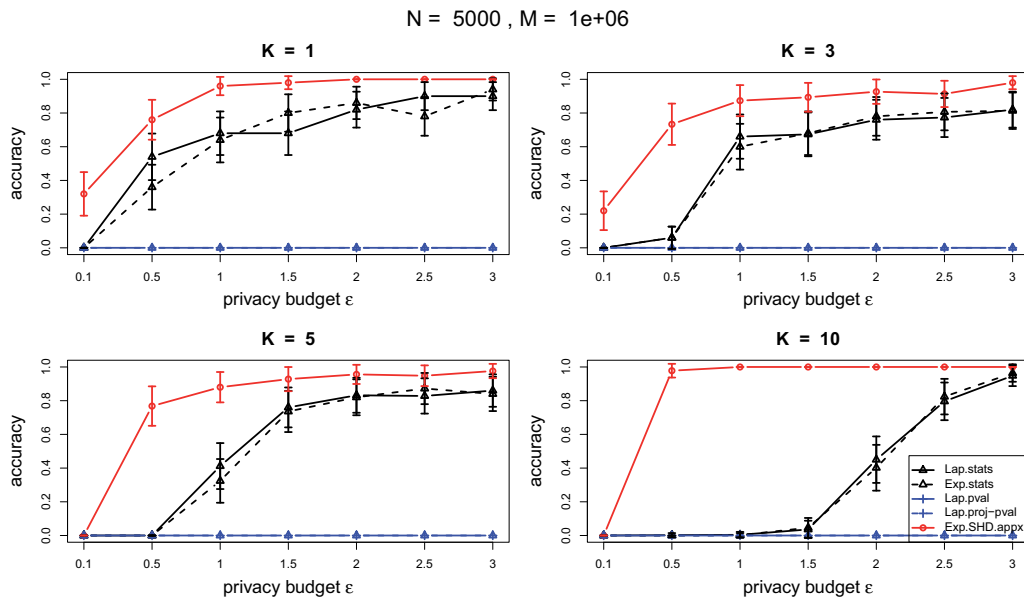 N = 5000 , M = 1e+06
K = 1
accuracy
0.0 0.2 0.4 0.6 0.8 1.0
0.1 0.5 1 1.5 2 2.5 3
privacy budget ε
K = 3
accuracy
0.0 0.2 0.4 0.6 0.8 1.0
0.1 0.5 1 1.5 2 2.5 3
privacy budget ε
K = 5
accuracy
0.0 0.2 0.4 0.6 0.8 1.0
0.1 0.5 1 1.5 2 2.5 3
privacy budget ε
K = 10
accuracy
0.0 0.2 0.4 0.6 0.8 1.0
0.1 0.5 1 1.5 2 2.5 3
privacy budget ε
Lap.stats
Exp.stats
Lap.pval
Lap.proj−pval
Exp.SHD.appx